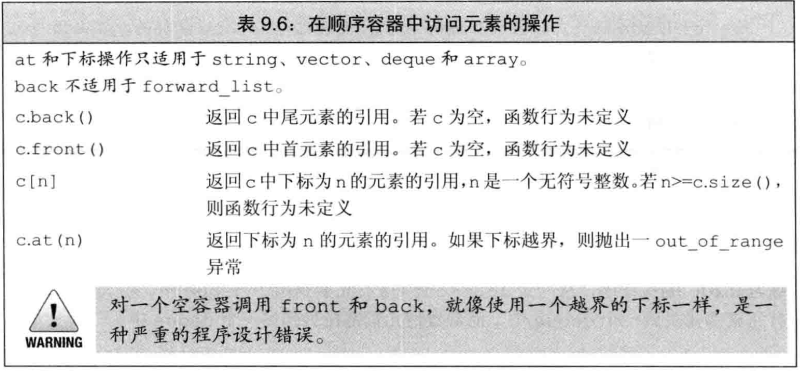 表 9.6：在顺序容器中访问元素的操作
at 和下标操作只适用于 string、vector、deque 和 array。
back 不适用于 forward_list。
c.back() 返回 c 中尾元素的引用。若 c 为空，函数行为未定义
c.front() 返回 c 中首元素的引用。若 c 为空，函数行为未定义
c[n] 返回 c 中下标为 n 的元素的引用，n 是一个无符号整数。若 n>=c.size()，
则函数行为未定义
c.at(n) 返回下标为 n 的元素的引用。如果下标越界，则抛出一 out_of_range
异常
对一个空容器调用 front 和 back，就像使用一个越界的下标一样，是一
种严重的程序设计错误。
WARNING